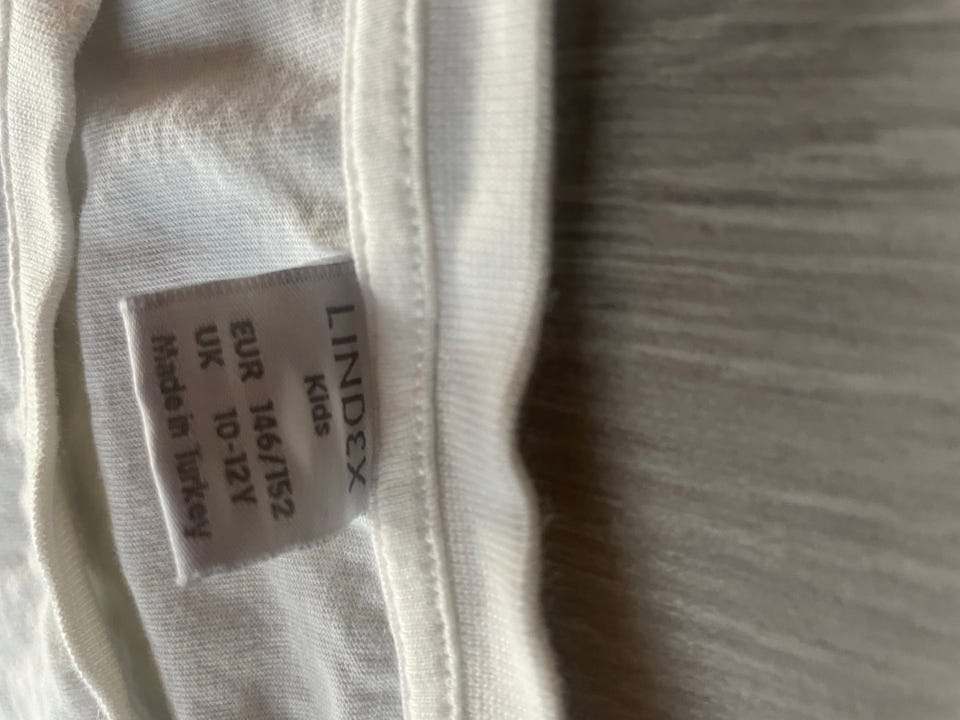 LINDEX
Kids
EUR 146/152
UK 10-12Y
Made in Turkey